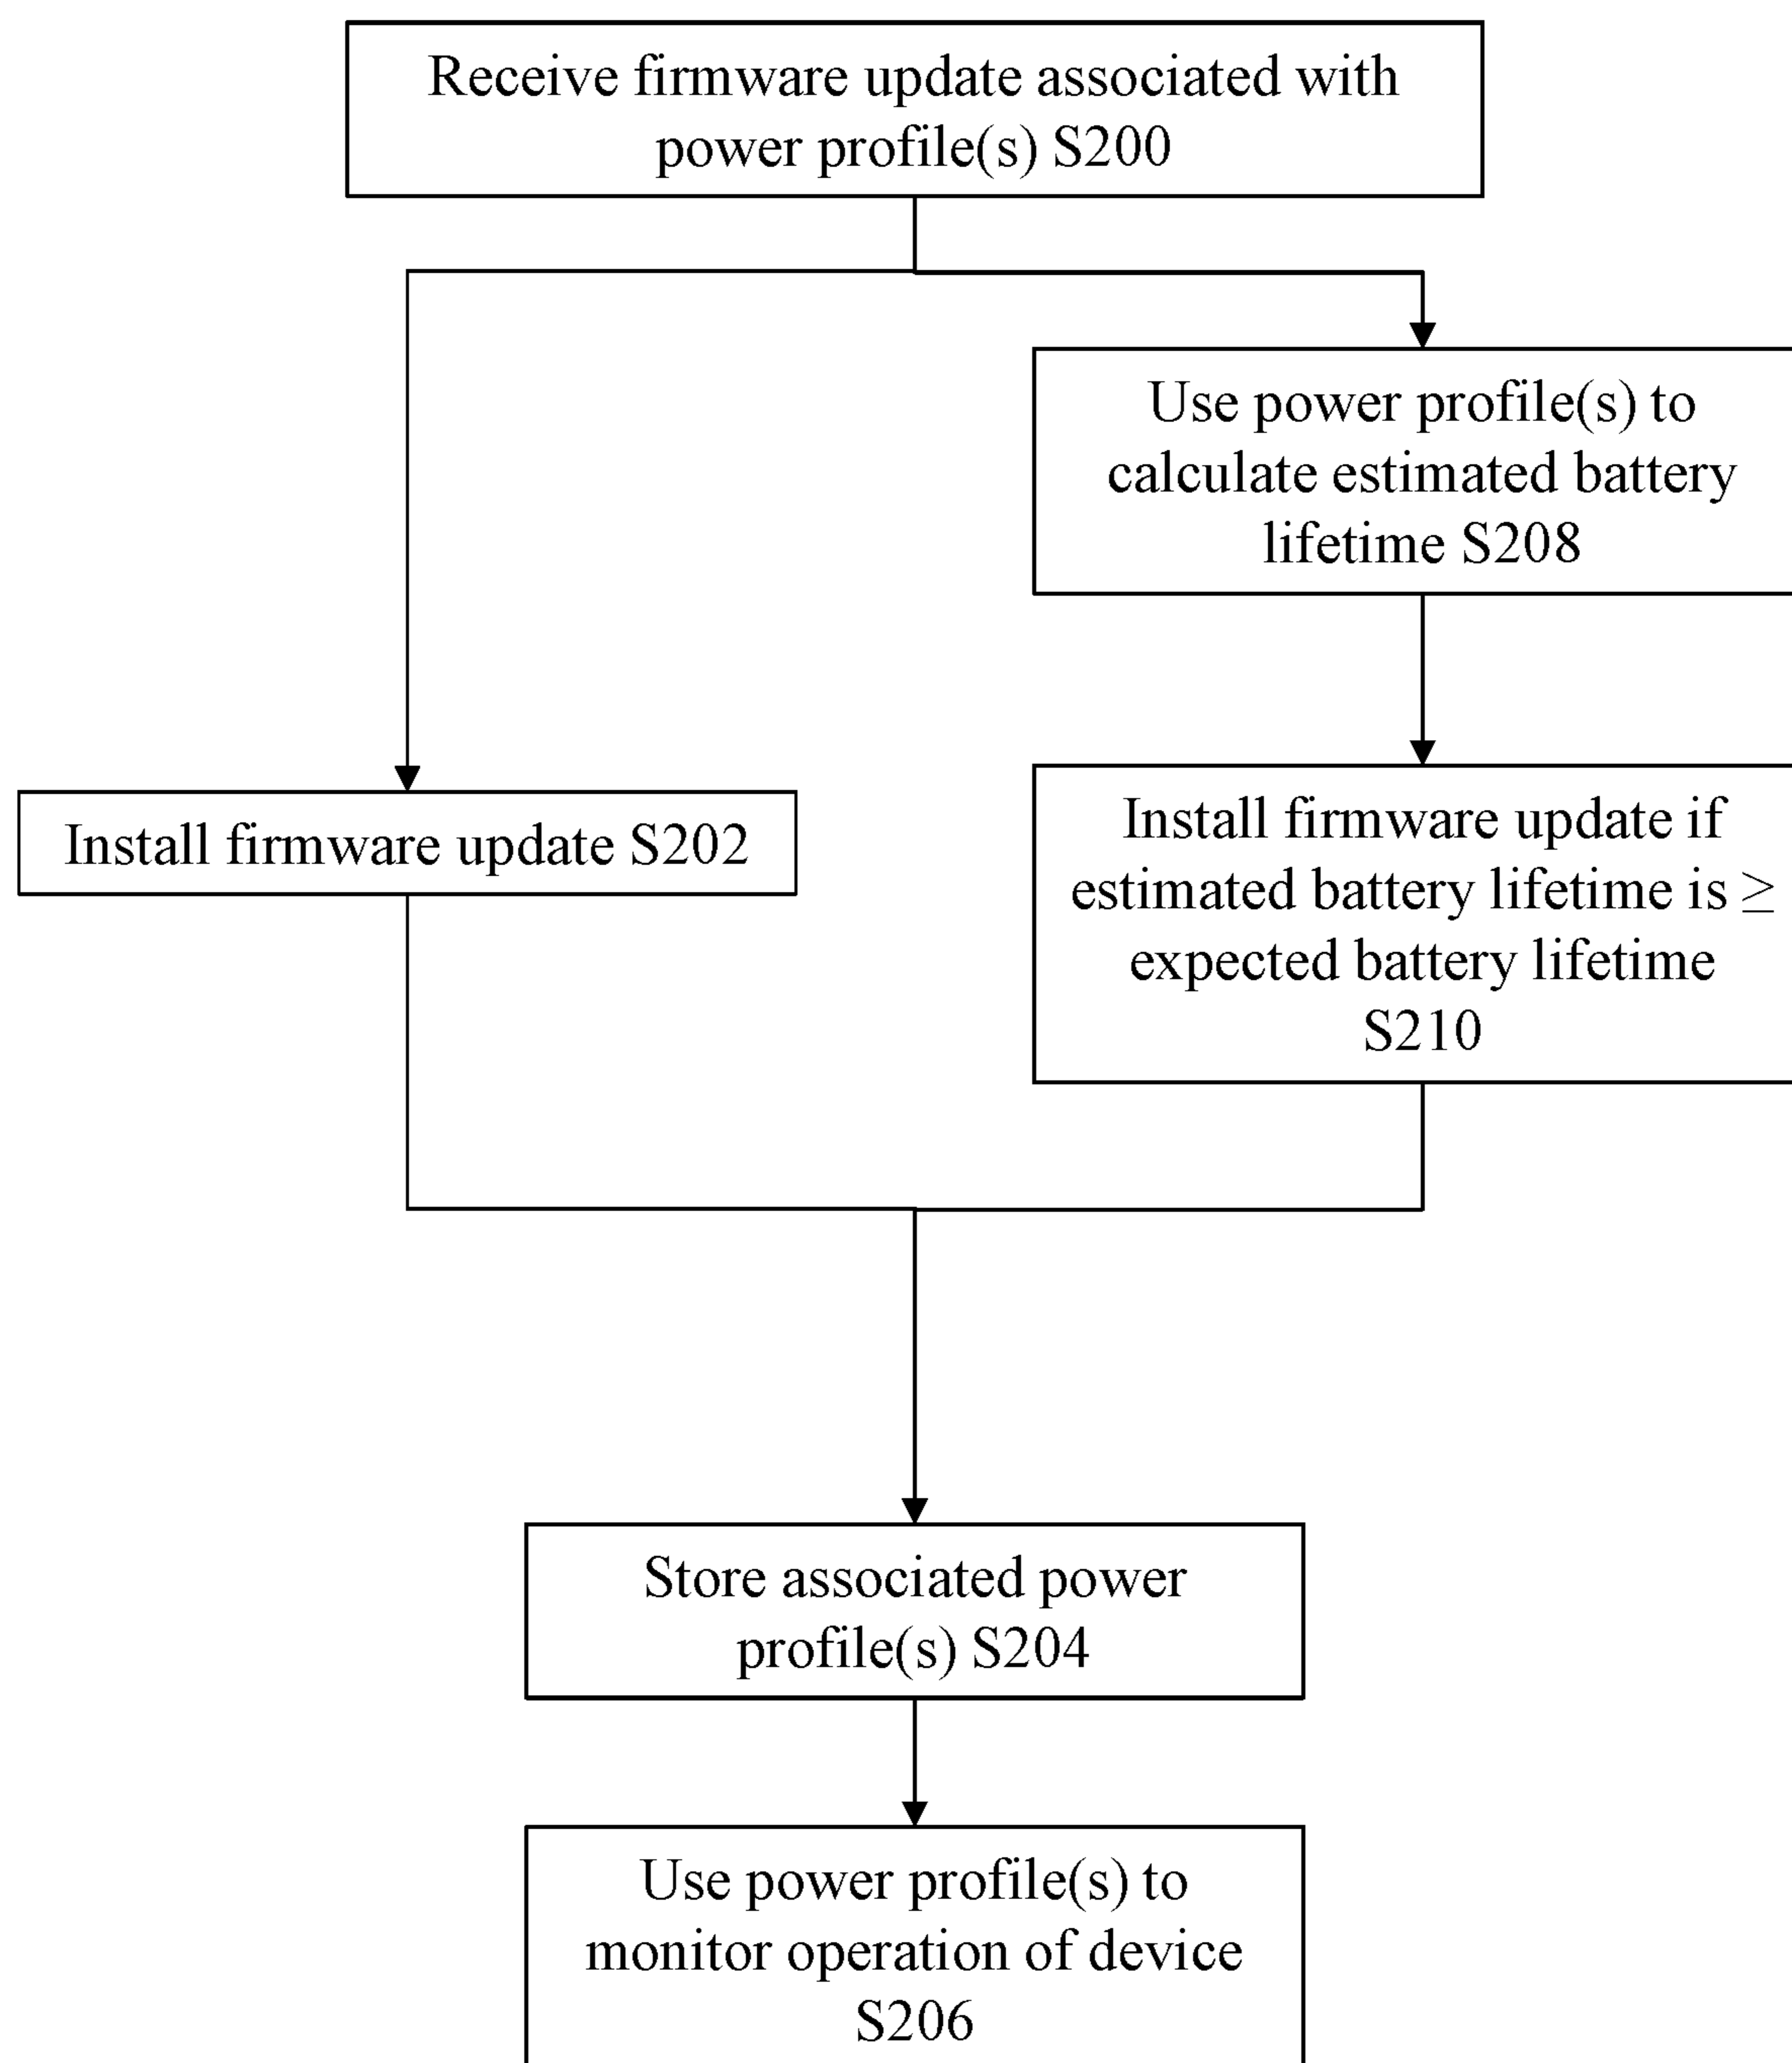 Receive firmware update associated with
power profile(s) S200
Use power profile(s) to
calculate estimated battery
lifetime S208
Install firmware update S202
Install firmware update if
estimated battery lifetime is ≥
expected battery lifetime
S210
Store associated power
profile(s) S204
Use power profile(s) to
monitor operation of device
S206